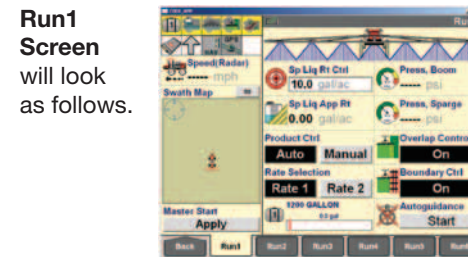 Run1
Screen
will look
as follows.
GPS
Speed(Radar)
----- mph
Swath Map
Master Start
Apply
Sp Liq Rt Ctrl
10.0 gal/ac
Press, Boom
----- psi
Sp Liq App Rt
0.00 gal/ac
Press, Sparge
----- psi
Product Ctrl
Auto Manual
Overlap Contro
On
Rate Selection
Rate 1 Rate 2
Boundary Ctrl
On
1200 GALLON
Autoguidance
Start
Back Run1 Run2 Run3 Run4 Run5 Run6